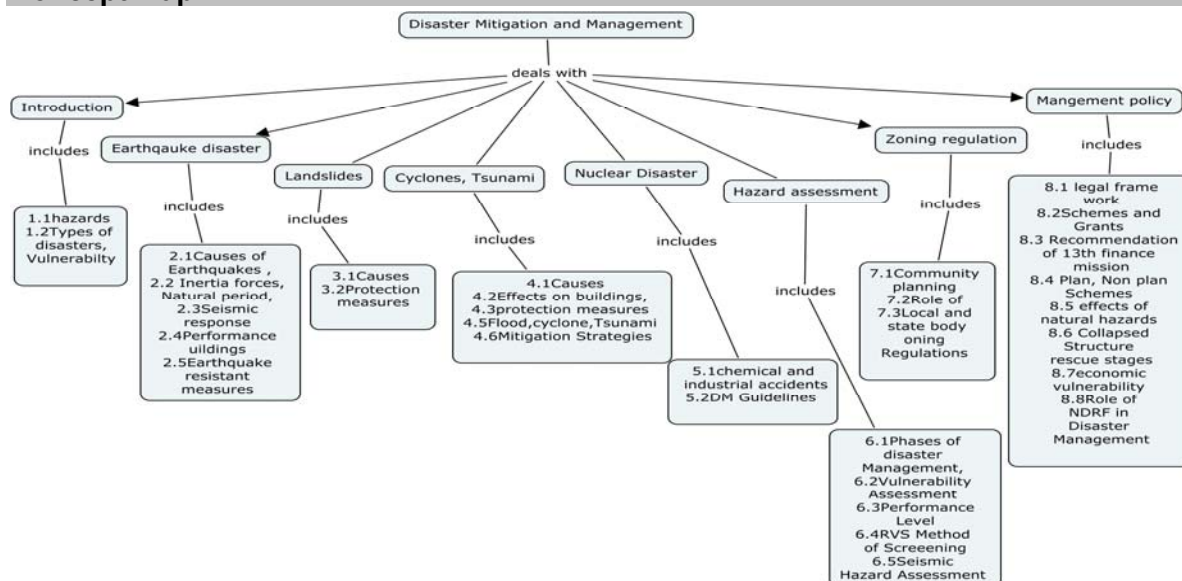 Disaster Mitigation and Management
deals with
Introduction
includes
1.1hazards
1.2Types of
disasters,
Vulnerabilty
Earthqauke disaster
includes
2.1Causes of
Earthquakes ,
2.2 Inertia forces,
Natural period,
2.3Seismic
response
2.4Performance
uildings
2.5Earthquake
resistant
measures
Landslides
includes
3.1Causes
3.2Protection
measures
Cyclones, Tsunami
includes
4.1Causes
4.2Effects on buildings,
4.3protection measures
4.5Flood,cyclone,Tsunami
4.6Mitigation Strategies
Nuclear Disaster
includes
5.1chemical and
industrial accidents
5.2DM Guidelines
Hazard assessment
includes
6.1Phases of
disaster
Management,
6.2Vulnerability
Assessment
6.3Performance
Level
6.4RVS Method
of Screeening
6.5Seismic
Hazard Assessment
Zoning regulation
includes
7.1Community
planning
7.2Role of
7.3Local and
state body
oning
Regulations
Mangement policy
includes
8.1 legal frame
work
8.2Schemes and
Grants
8.3 Recommendation
of 13th finance
mission
8.4 Plan, Non plan
Schemes
8.5 effects of
natural hazards
8.6 Collapsed
Structure
rescue stages
8.7economic
vulnerability
8.8Role of
NDRF in
Disaster
Management